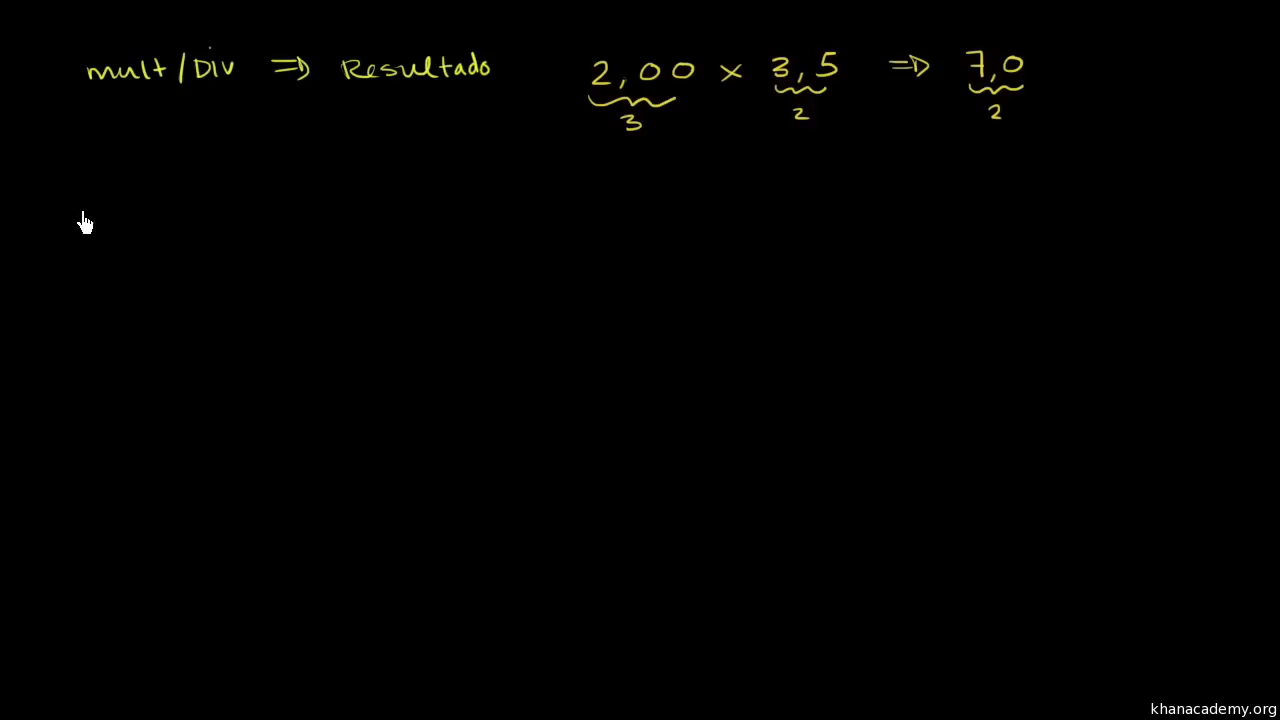 mult/Div ⇒ Resultado 2,00 × 3,5 ⇒ 7,0
3 2 2
khanacademy.org